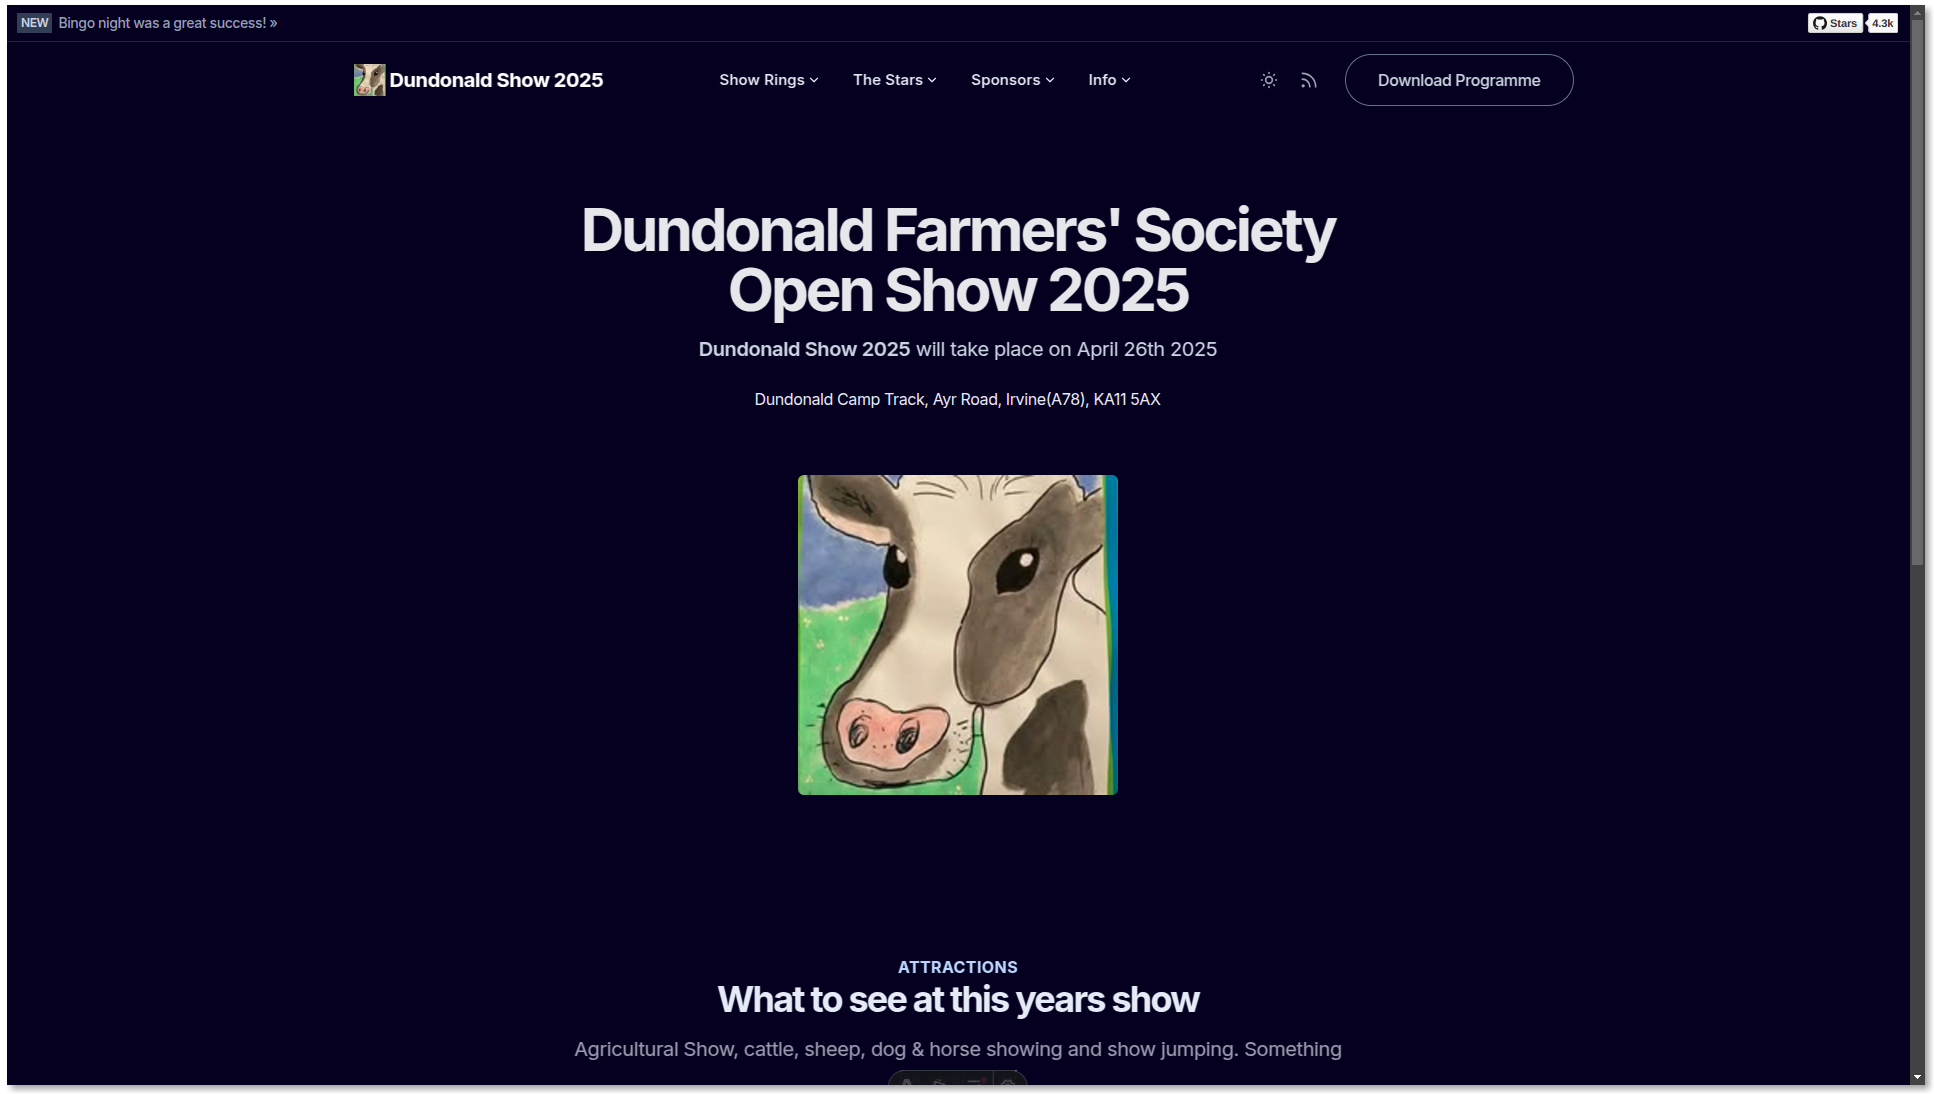 NEW Bingo night was a great success! »
Stars 4.3k
Dundonald Show 2025
Show Rings
The Stars
Sponsors
Info
Download Programme
Dundonald Farmers' Society
Open Show 2025
Dundonald Show 2025 will take place on April 26th 2025
Dundonald Camp Track, Ayr Road, Irvine(A78), KA11 5AX
ATTRACTIONS
What to see at this years show
Agricultural Show, cattle, sheep, dog & horse showing and show jumping. Something